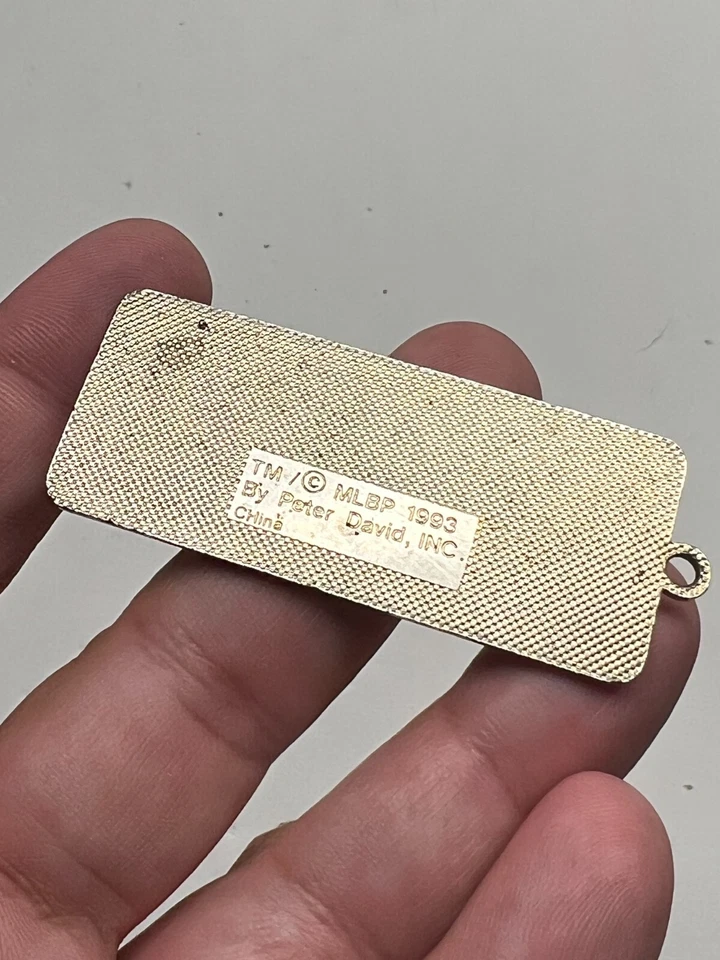 TM/© MLBP 1993
By Peter David, INC.
China